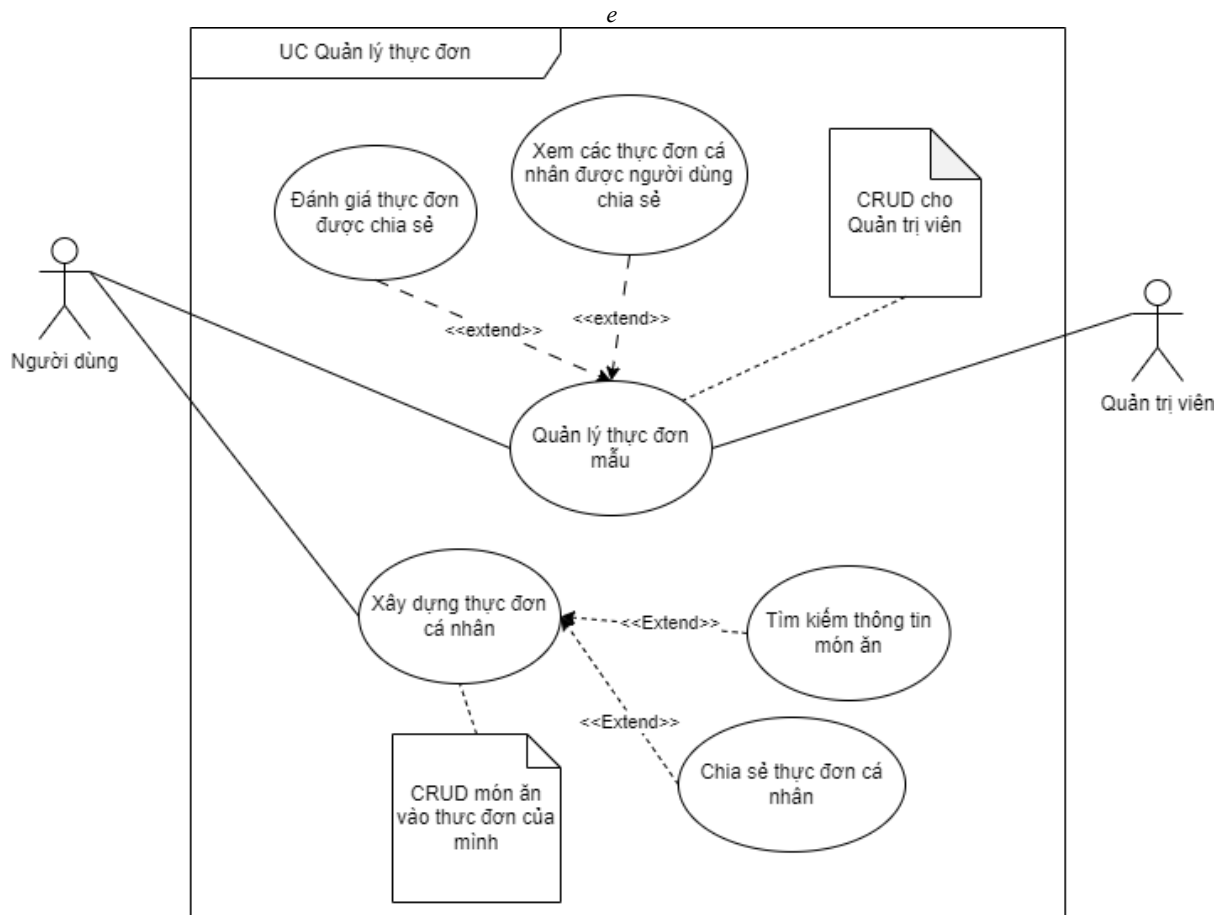 e
UC Quản lý thực đơn
Xem các thực đơn cá
nhân được người dùng
chia sẻ
Đánh giá thực đơn
được chia sẻ
CRUD cho
Quản trị viên
<<extend>>
<<extend>>
Người dùng
Quản trị viên
Quản lý thực đơn
mẫu
Xây dựng thực đơn
cá nhân
<<Extend>>
Tìm kiếm thông tin
món ăn
<<Extend>>
Chia sẻ thực đơn cá
nhân
CRUD món ăn
vào thưc đơn của
mình